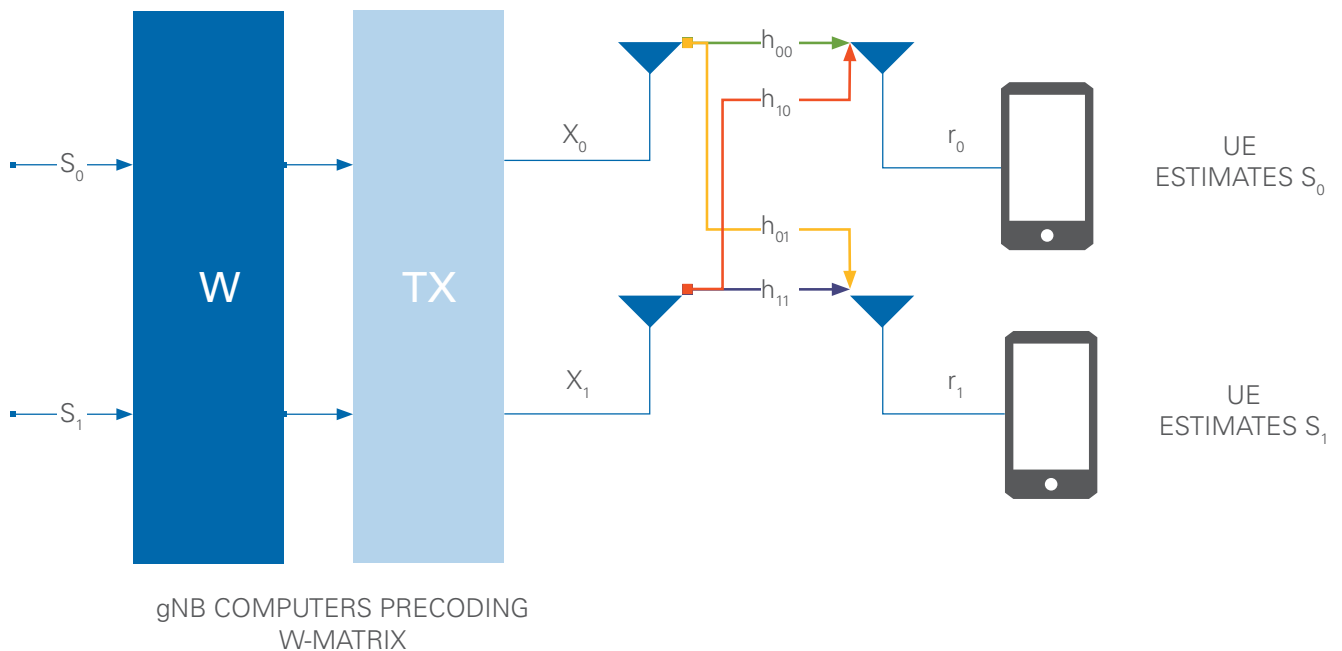 h₀₀
h₁₀
X₀
r₀
UE
ESTIMATES S₀
S₀
h₀₁
W
TX
h₁₁
X₁
r₁
UE
ESTIMATES S₁
S₁
gNB COMPUTERS PRECODING
W-MATRIX